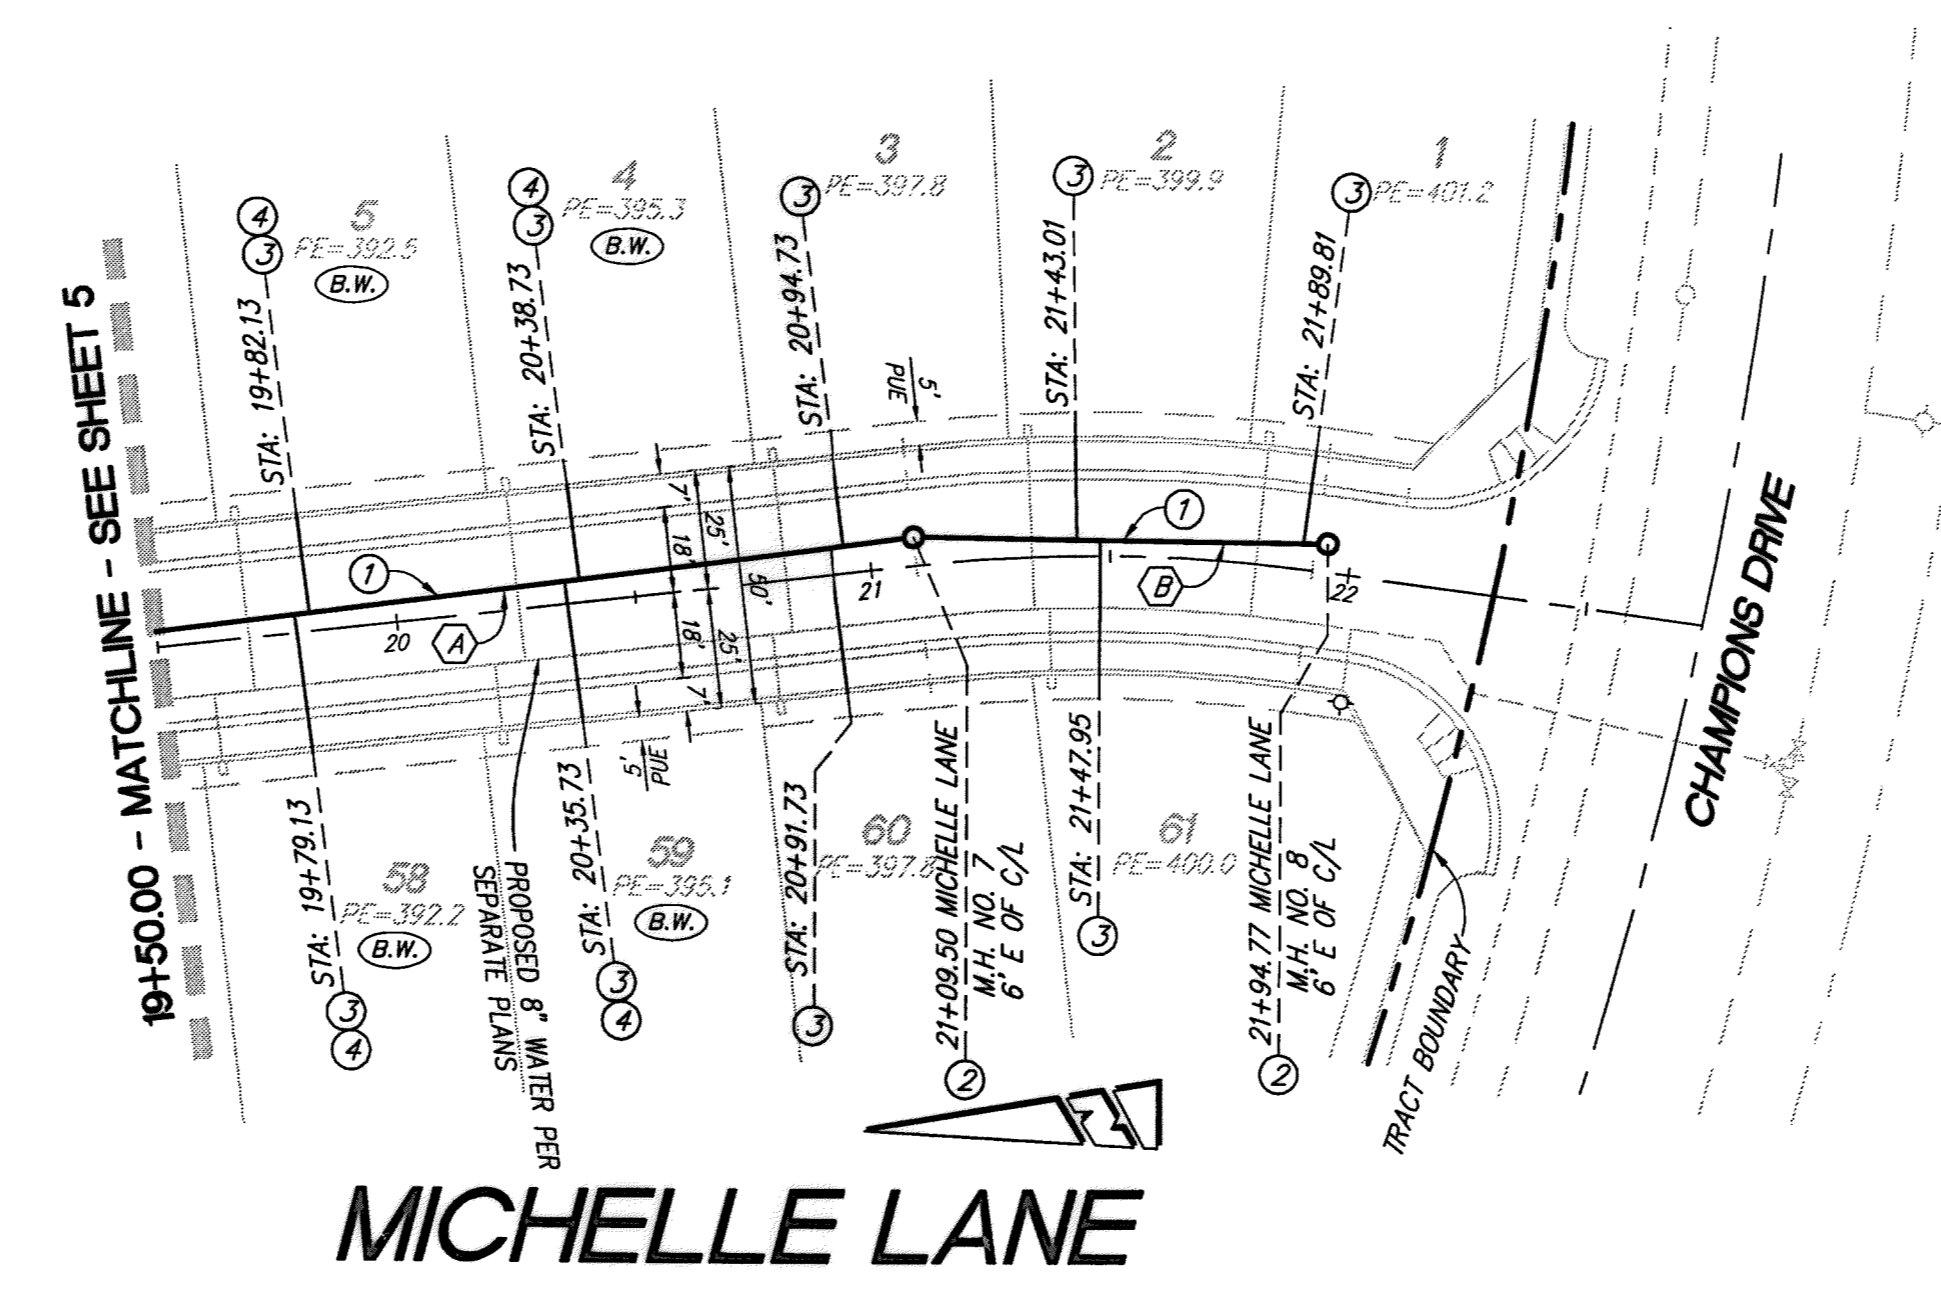 19+50.00 - MATCHLINE - SEE SHEET 5
4
3
5
PE=392.5
B.W.
STA: 19+82.13
4
3
4
PE=395.3
B.W.
STA: 20+38.73
3
3
PE=397.8
STA: 20+94.73
3
2
PE=399.9
STA: 21+43.01
3
1
PE=401.2
STA: 21+89.81
5'
PUE
7'
25'
18'
50'
18'
25'
7'
5'
PUE
1
20
A
21
1
B
22
STA: 19+79.13
58
PE=392.2
B.W.
3
4
PROPOSED 8" WATER PER
SEPARATE PLANS
STA: 20+35.73
59
PE=395.1
B.W.
3
4
STA: 20+91.73
60
PE=397.8
3
21+09.50 MICHELLE LANE
M.H. NO. 7
6' E OF C/L
2
STA: 21+47.95
61
PE=400.0
3
21+94.77 MICHELLE LANE
M.H. NO. 8
6' E OF C/L
2
TRACT BOUNDARY
CHAMPIONS DRIVE
MICHELLE LANE